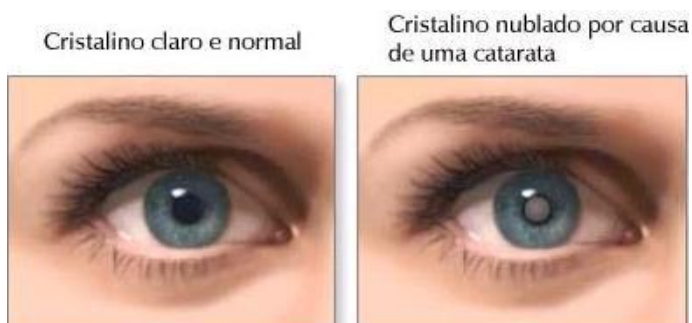 Cristalino claro e normal
Cristalino nublado por causa
de uma catarata